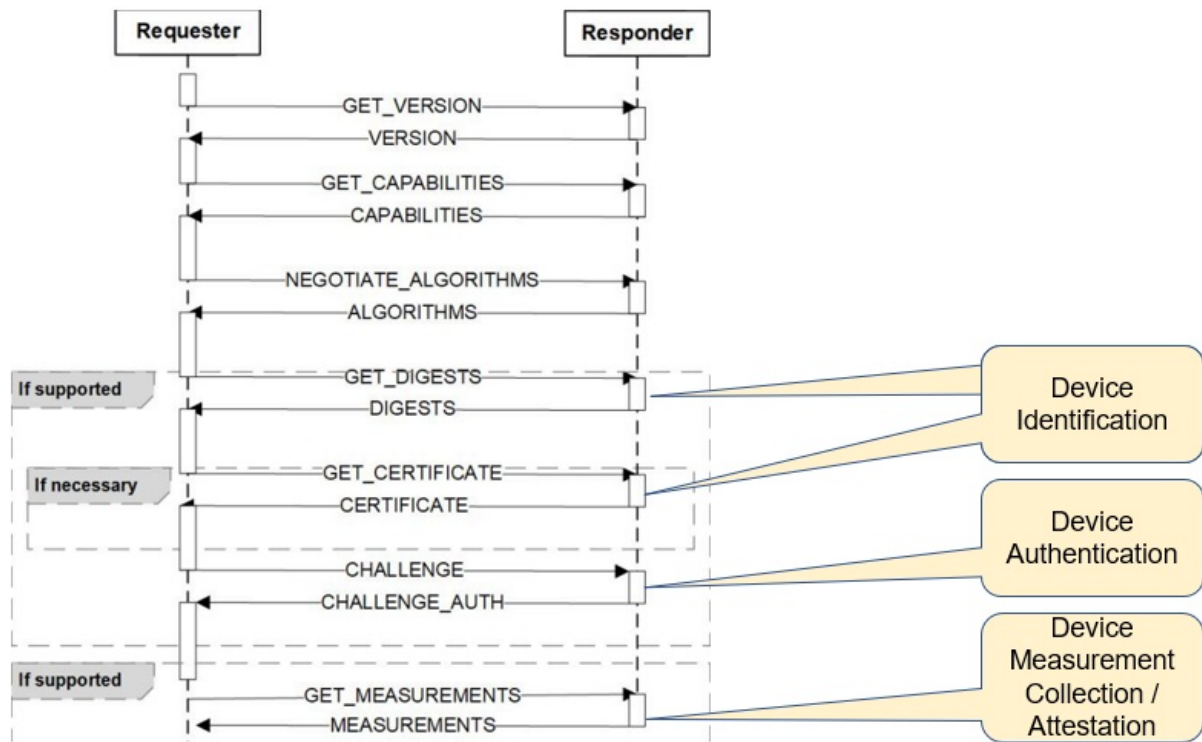 Requester
Responder
GET_VERSION
VERSION
GET_CAPABILITIES
CAPABILITIES
NEGOTIATE_ALGORITHMS
ALGORITHMS
If supported
GET_DIGESTS
DIGESTS
Device
Identification
If necessary
GET_CERTIFICATE
CERTIFICATE
Device
Authentication
CHALLENGE
CHALLENGE_AUTH
If supported
GET_MEASUREMENTS
MEASUREMENTS
Device
Measurement
Collection /
Attestation